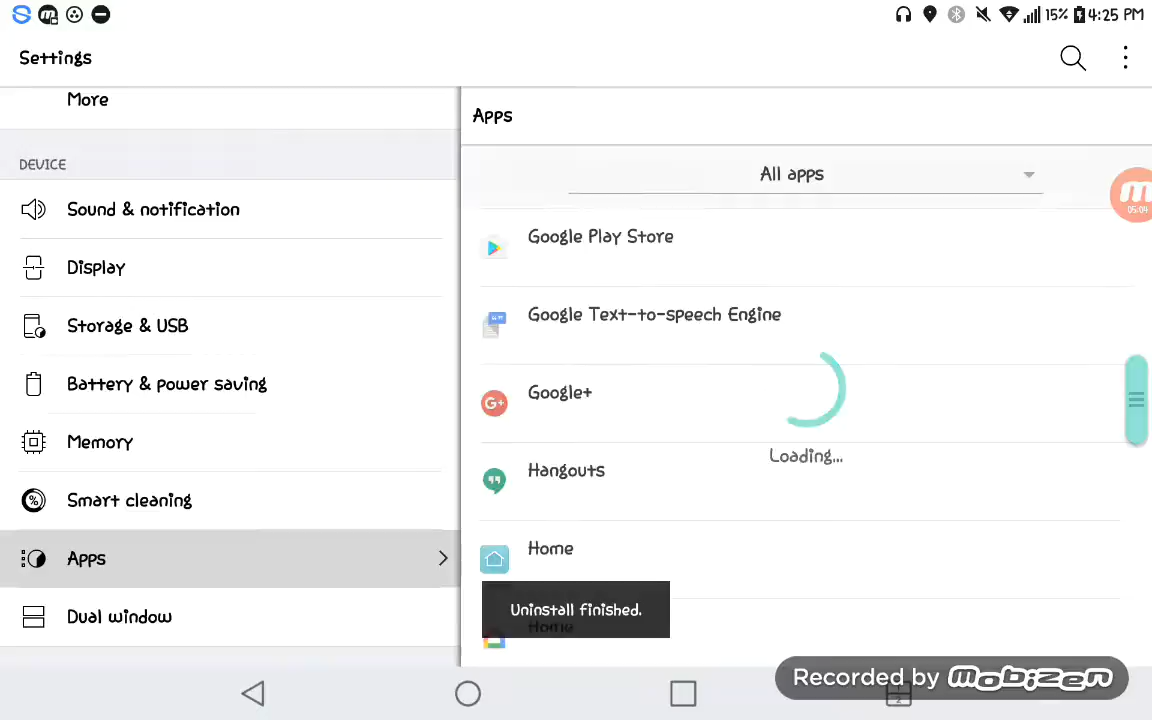 15% 4:25 PM
Settings
More
Apps
DEVICE
All apps
Sound & notification
Google Play Store
05:04
Display
Google Text-to-speech Engine
Storage & USB
Battery & power saving
Google+
Memory
Loading...
Hangouts
Smart cleaning
Home
Apps
Uninstall finished.
Home
Dual window
Recorded by mobizen